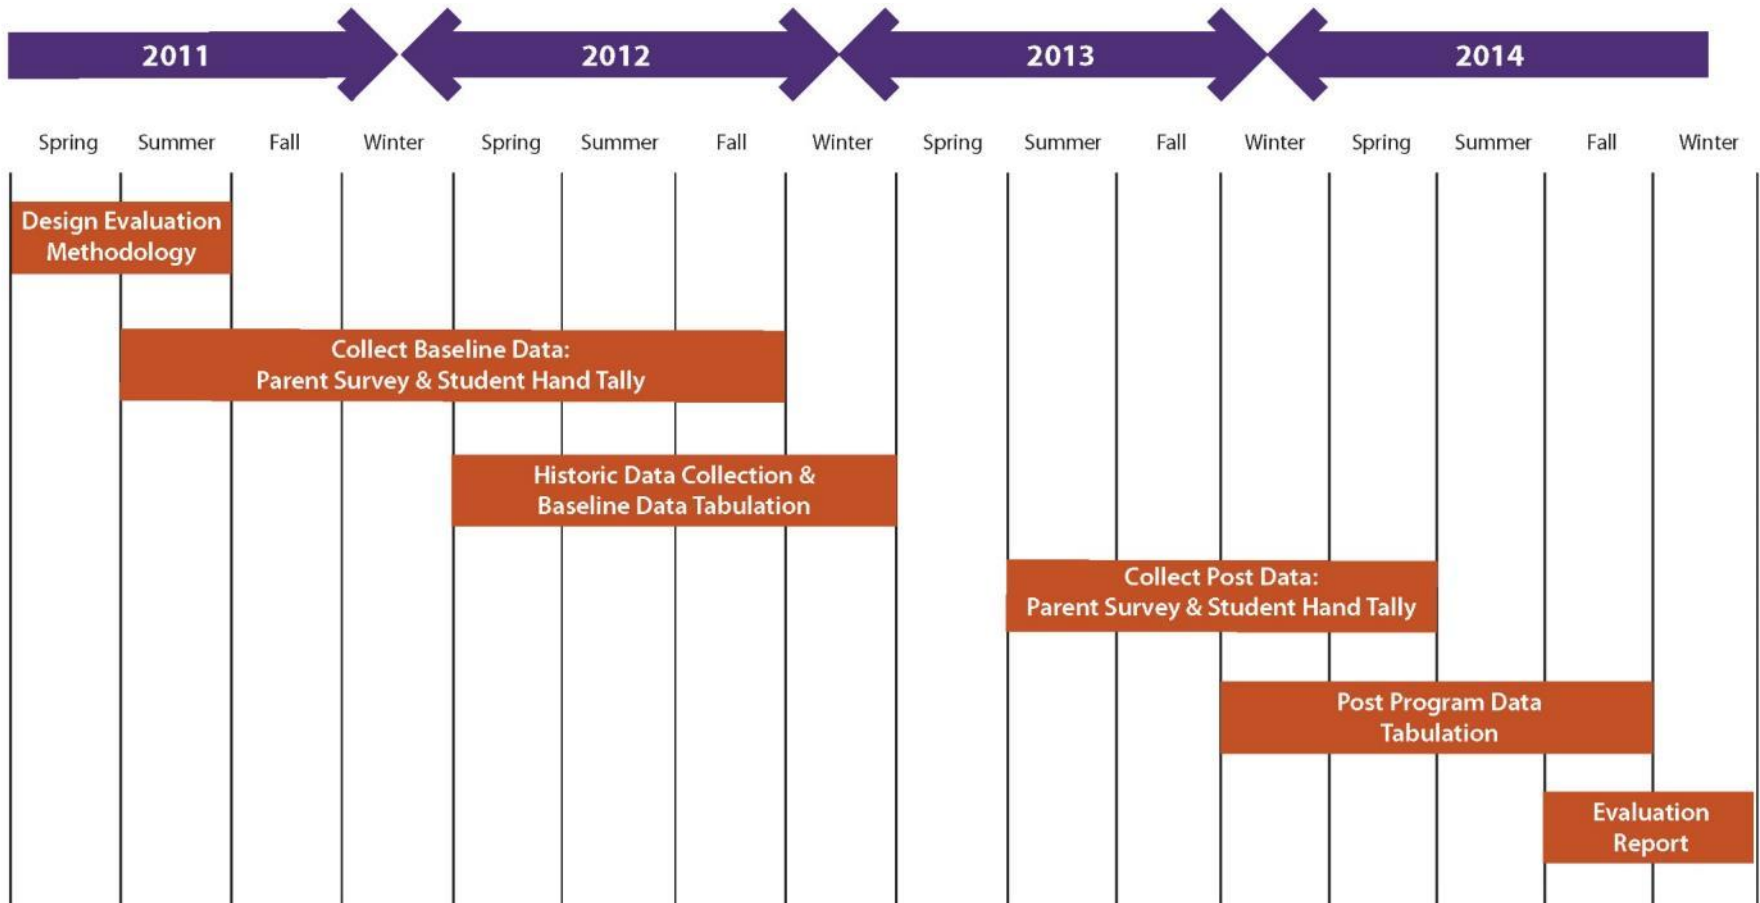 2011 2012 2013 2014
Spring Summer Fall Winter Spring Summer Fall Winter Spring Summer Fall Winter Spring Summer Fall Winter
Design Evaluation
Methodology
Collect Baseline Data:
Parent Survey & Student Hand Tally
Historic Data Collection &
Baseline Data Tabulation
Collect Post Data:
Parent Survey & Student Hand Tally
Post Program Data
Tabulation
Evaluation
Report